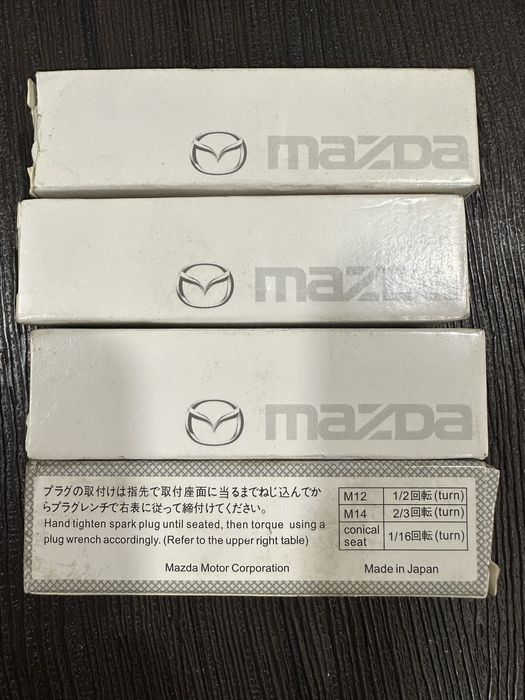 mazda
mazda
mazda
プラグの取付けは指先で取付座面に当るまでねじ込んでか
らプラグレンチで右表に従って締付けてください。
Hand tighten spark plug until seated, then torque using a
plug wrench accordingly. (Refer to the upper right table)
M12 1/2回転(turn)
M14 2/3回転(turn)
conical seat 1/16回転(turn)
Mazda Motor Corporation Made in Japan